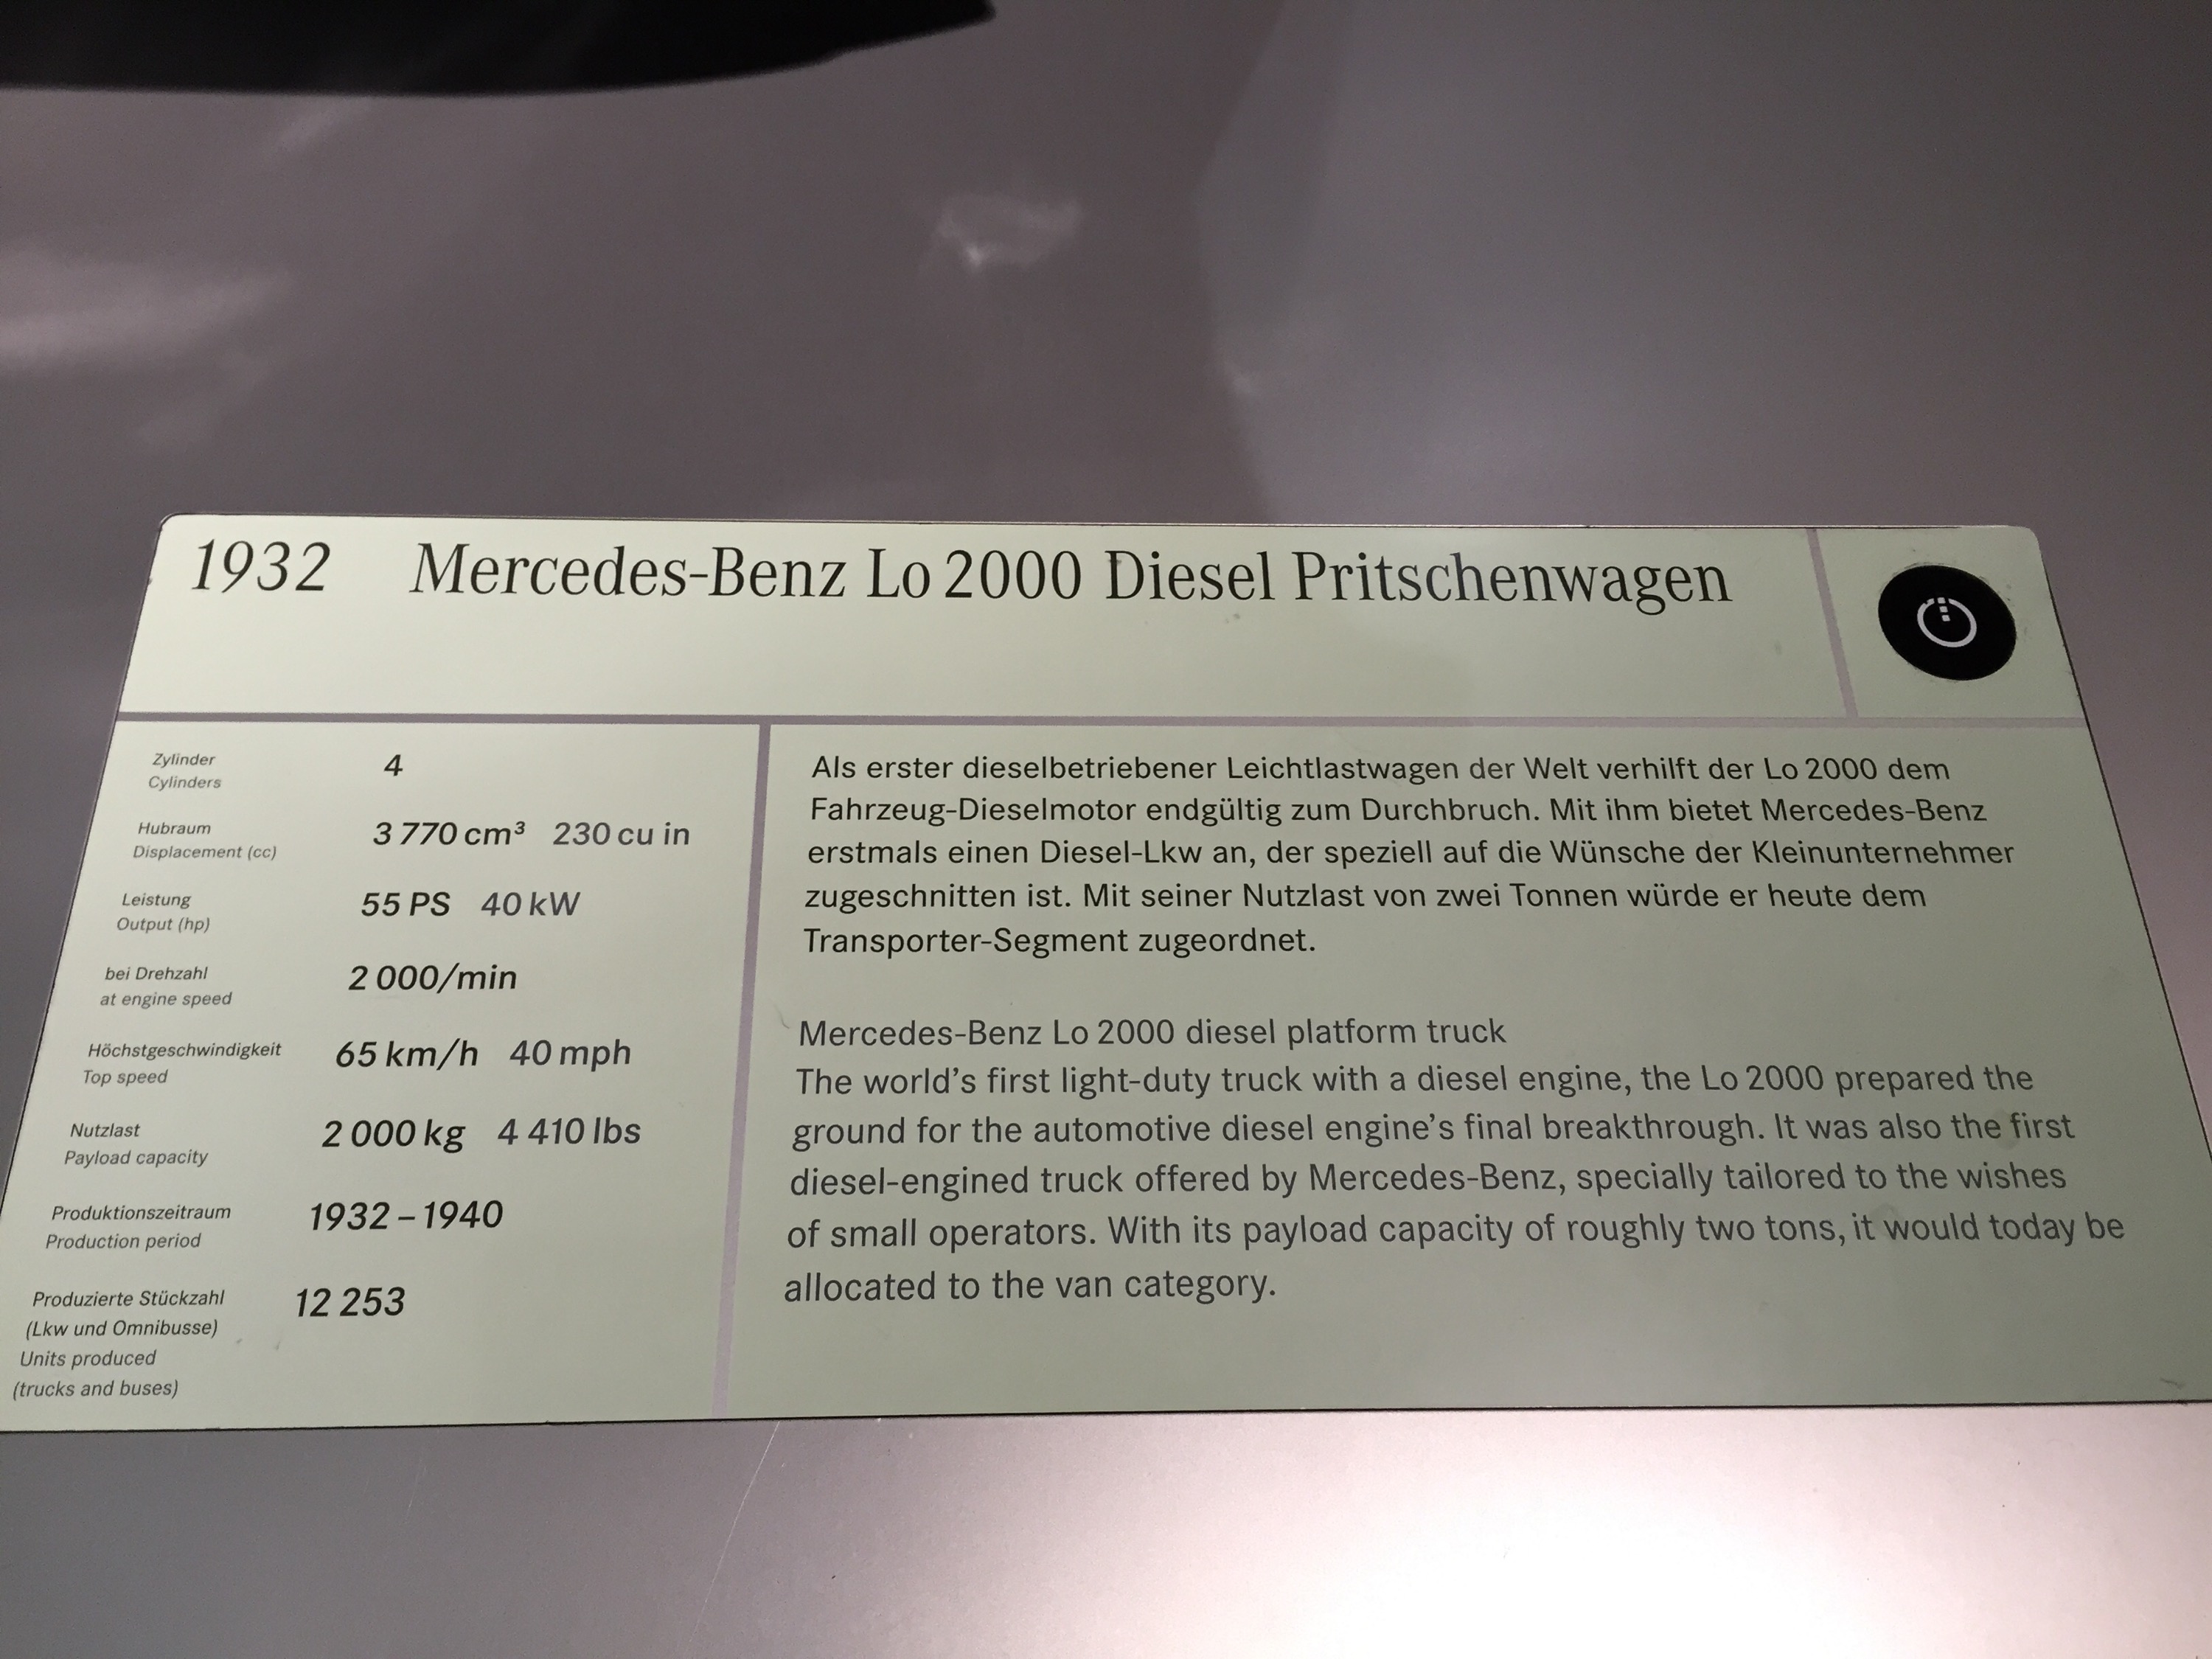 1932 Mercedes-Benz Lo 2000 Diesel Pritschenwagen
Zylinder
Cylinders
4
Hubraum
Displacement (cc)
3 770 cm³ 230 cu in
Leistung
Output (hp)
55 PS 40 kW
bei Drehzahl
at engine speed
2 000/min
Höchstgeschwindigkeit
Top speed
65 km/h 40 mph
Nutzlast
Payload capacity
2 000 kg 4 410 lbs
Produktionszeitraum
Production period
1932 – 1940
Produzierte Stückzahl
(Lkw und Omnibusse)
Units produced
(trucks and buses)
12 253
Als erster dieselbetriebener Leichtlastwagen der Welt verhilft der Lo 2000 dem
Fahrzeug-Dieselmotor endgültig zum Durchbruch. Mit ihm bietet Mercedes-Benz
erstmals einen Diesel-Lkw an, der speziell auf die Wünsche der Kleinunternehmer
zugeschnitten ist. Mit seiner Nutzlast von zwei Tonnen würde er heute dem
Transporter-Segment zugeordnet.
Mercedes-Benz Lo 2000 diesel platform truck
The world's first light-duty truck with a diesel engine, the Lo 2000 prepared the
ground for the automotive diesel engine's final breakthrough. It was also the first
diesel-engined truck offered by Mercedes-Benz, specially tailored to the wishes
of small operators. With its payload capacity of roughly two tons, it would today be
allocated to the van category.